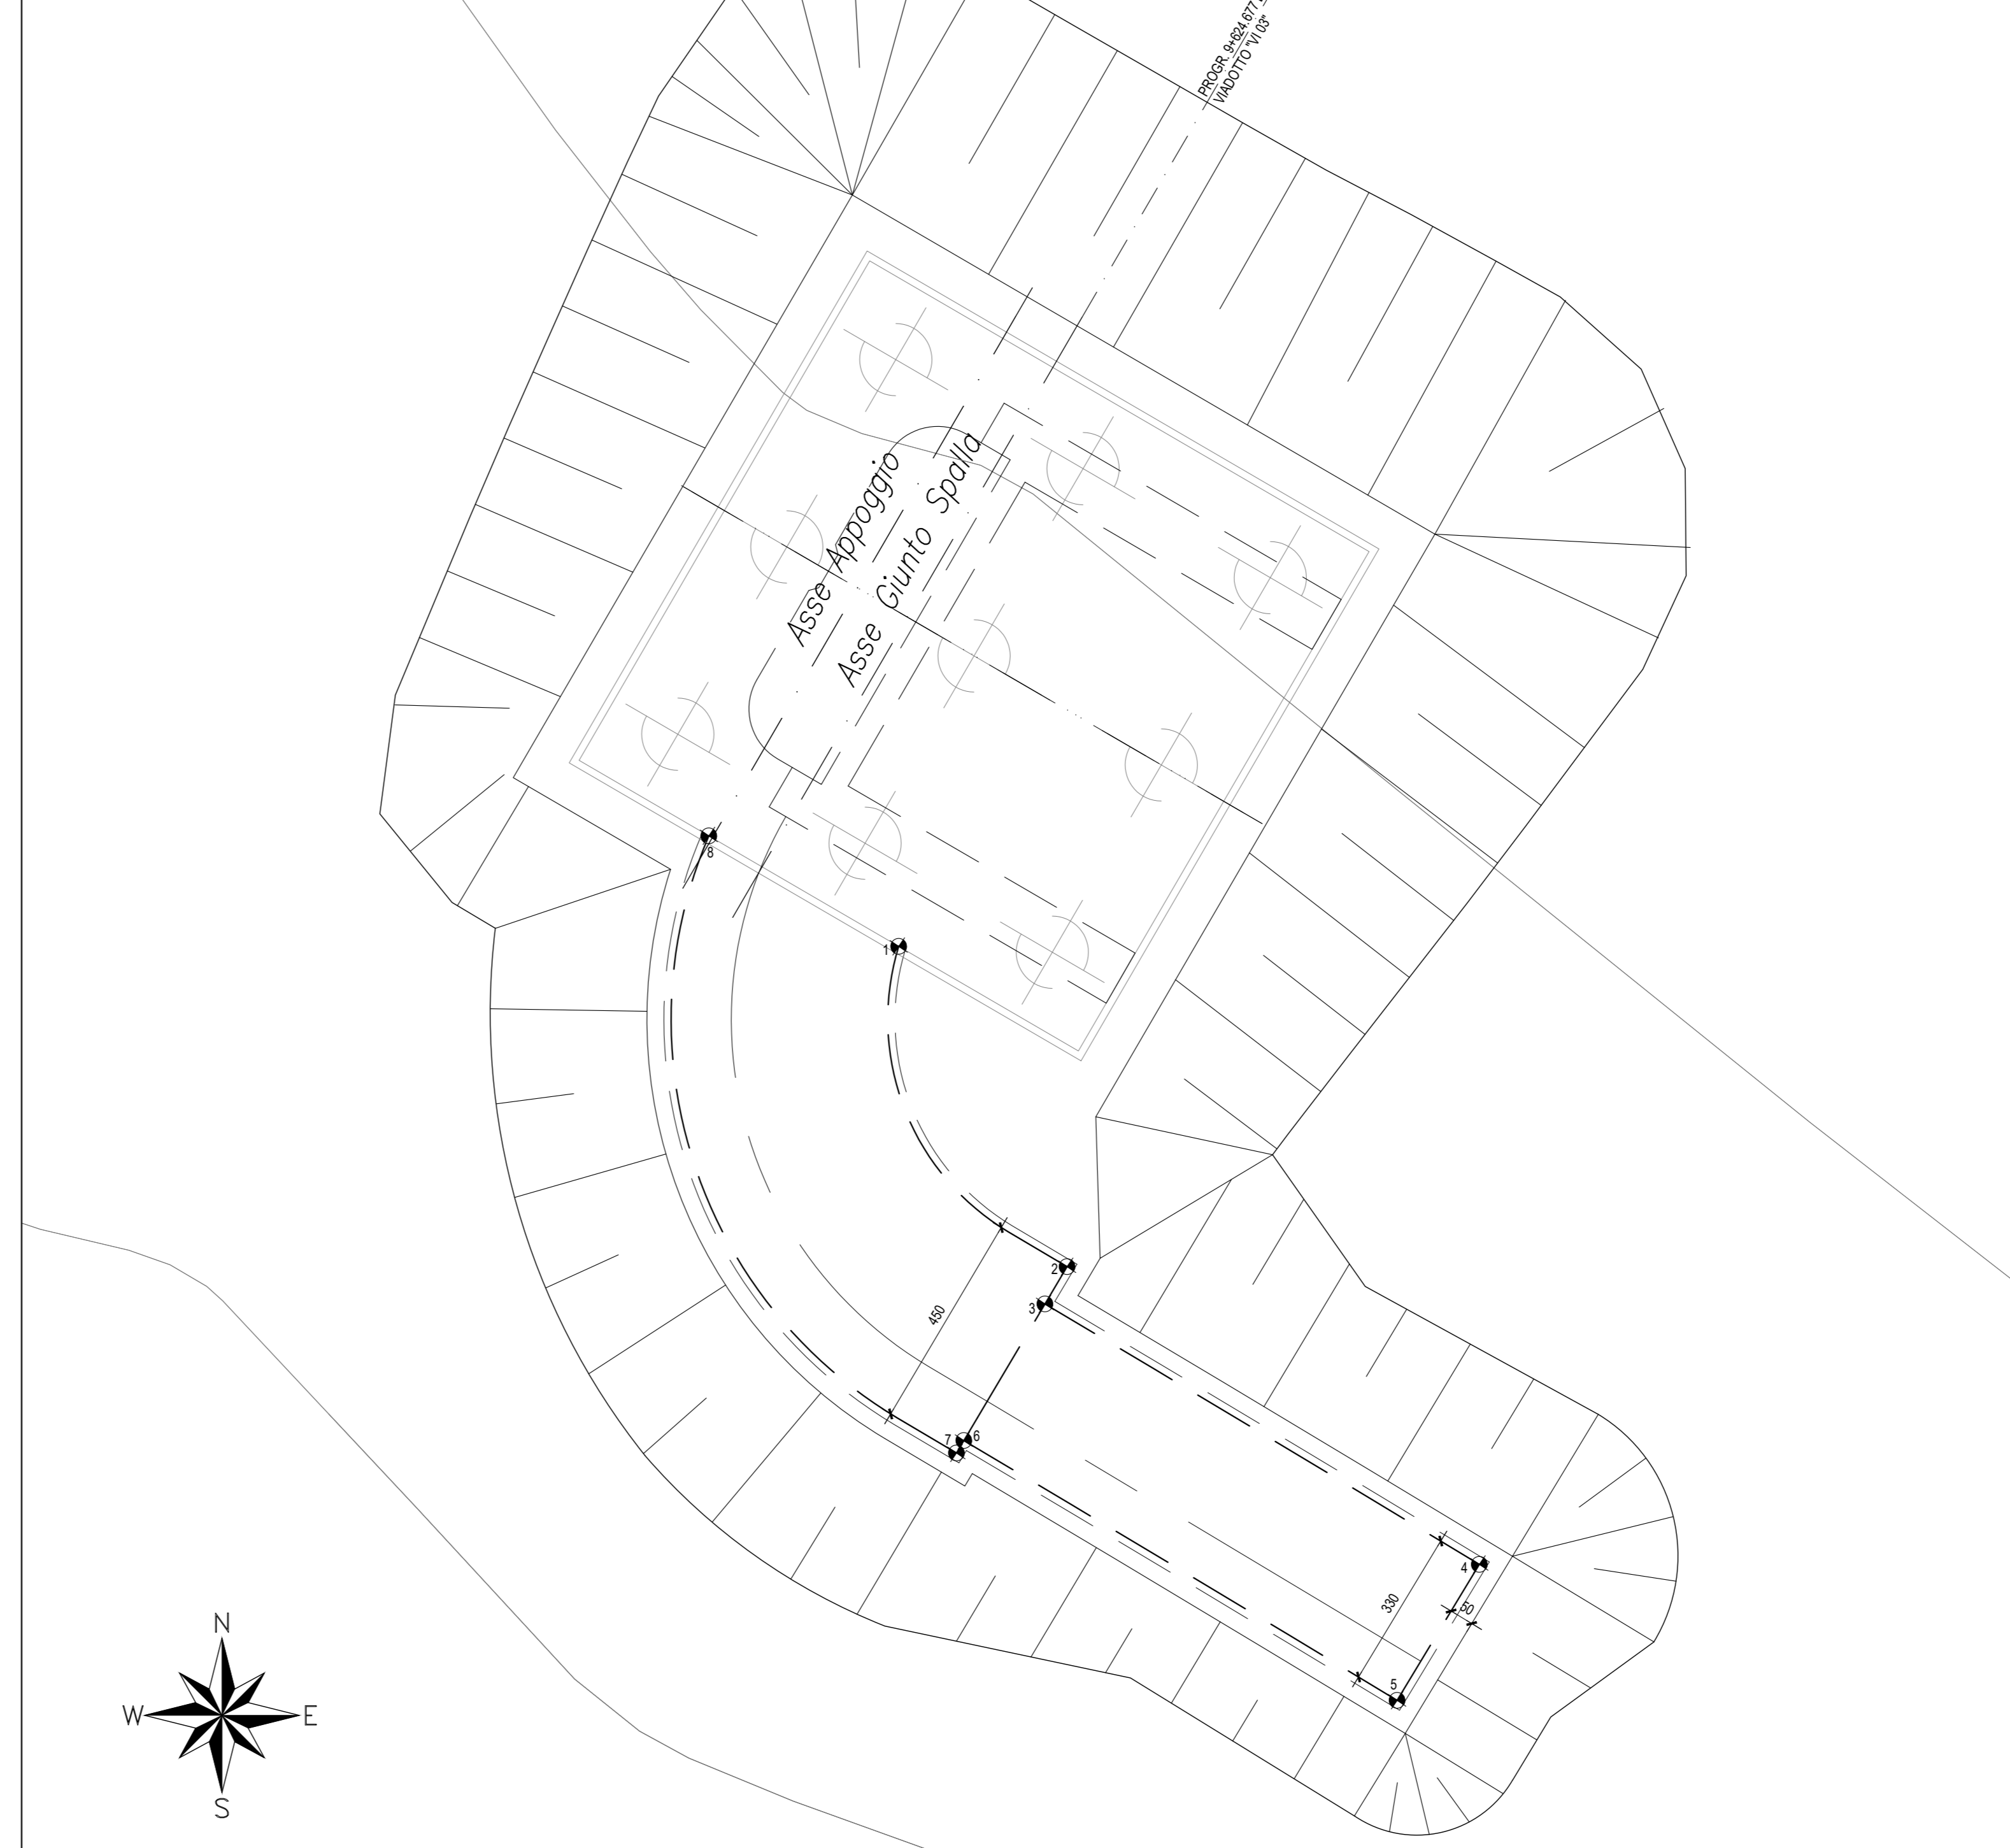 PROGR. 9+624.677
VIADOTTO "VI 03"
Asse Appoggio
Asse Giunto Spalla
8
1
2
3
450
7
6
4
50
330
5
N
W
E
S